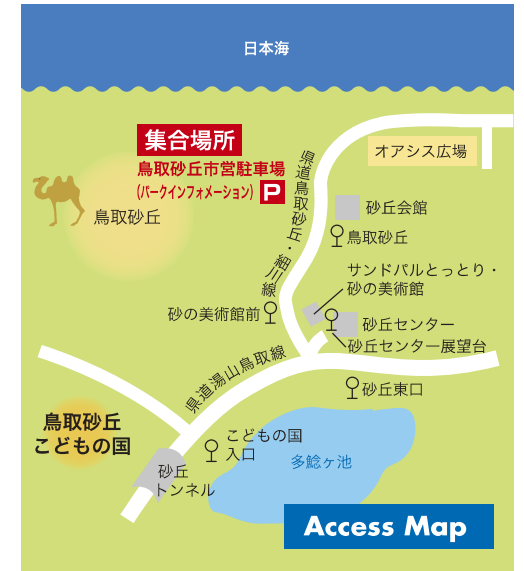 日本海
集合場所
鳥取砂丘市営駐車場
(パークインフォメーション) P
オアシス広場
県道鳥取砂丘・細川線
鳥取砂丘
砂丘会館
鳥取砂丘
サンドパルとっとり・
砂の美術館
砂の美術館前
砂丘センター
砂丘センター展望台
県道湯山鳥取線
砂丘東口
鳥取砂丘
こどもの国
こどもの国
入口
多鯰ヶ池
砂丘
トンネル
Access Map